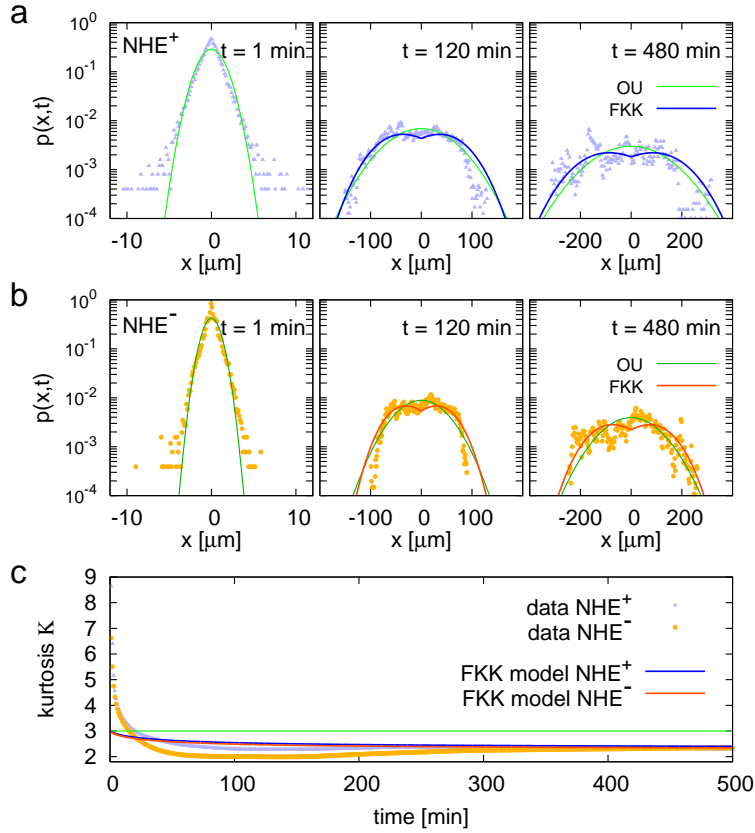 a
NHE+ t = 1 min t = 120 min t = 480 min
OU
FKK
p(x,t)
10^0
10^-1
10^-2
10^-3
10^-4
-10 0 10 -100 0 100 -200 0 200
x [μm] x [μm] x [μm]
b
NHE- t = 1 min t = 120 min t = 480 min
OU
FKK
p(x,t)
10^0
10^-1
10^-2
10^-3
10^-4
-10 0 10 -100 0 100 -200 0 200
x [μm] x [μm] x [μm]
c
kurtosis K
9
8
7
6
5
4
3
2
data NHE+
data NHE-
FKK model NHE+
FKK model NHE-
0 100 200 300 400 500
time [min]